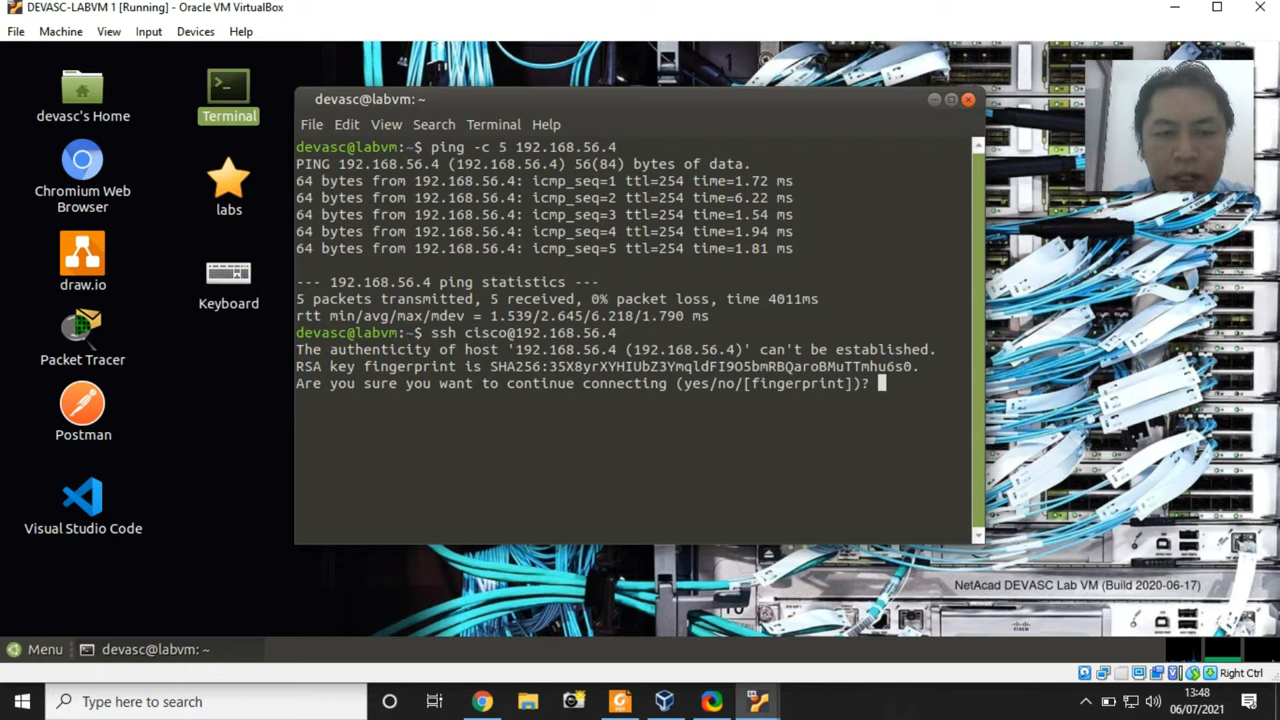 DEVASC-LABVM 1 [Running] - Oracle VM VirtualBox
File Machine View Input Devices Help
devasc's Home
Terminal
Chromium Web
Browser
labs
draw.io
Keyboard
Packet Tracer
Postman
Visual Studio Code
devasc@labvm: ~
File Edit View Search Terminal Help
devasc@labvm:~$ ping -c 5 192.168.56.4
PING 192.168.56.4 (192.168.56.4) 56(84) bytes of data.
64 bytes from 192.168.56.4: icmp_seq=1 ttl=254 time=1.72 ms
64 bytes from 192.168.56.4: icmp_seq=2 ttl=254 time=6.22 ms
64 bytes from 192.168.56.4: icmp_seq=3 ttl=254 time=1.54 ms
64 bytes from 192.168.56.4: icmp_seq=4 ttl=254 time=1.94 ms
64 bytes from 192.168.56.4: icmp_seq=5 ttl=254 time=1.81 ms
--- 192.168.56.4 ping statistics ---
5 packets transmitted, 5 received, 0% packet loss, time 4011ms
rtt min/avg/max/mdev = 1.539/2.645/6.218/1.790 ms
devasc@labvm:~$ ssh cisco@192.168.56.4
The authenticity of host '192.168.56.4 (192.168.56.4)' can't be established.
RSA key fingerprint is SHA256:35X8yrXYHIUbZ3YmqldFI9O5bmRBQaroBMuTTmhu6s0.
Are you sure you want to continue connecting (yes/no/[fingerprint])?
NetAcad DEVASC Lab VM (Build 2020-06-17)
Menu devasc@labvm: ~
Right Ctrl
Type here to search
13:48
06/07/2021